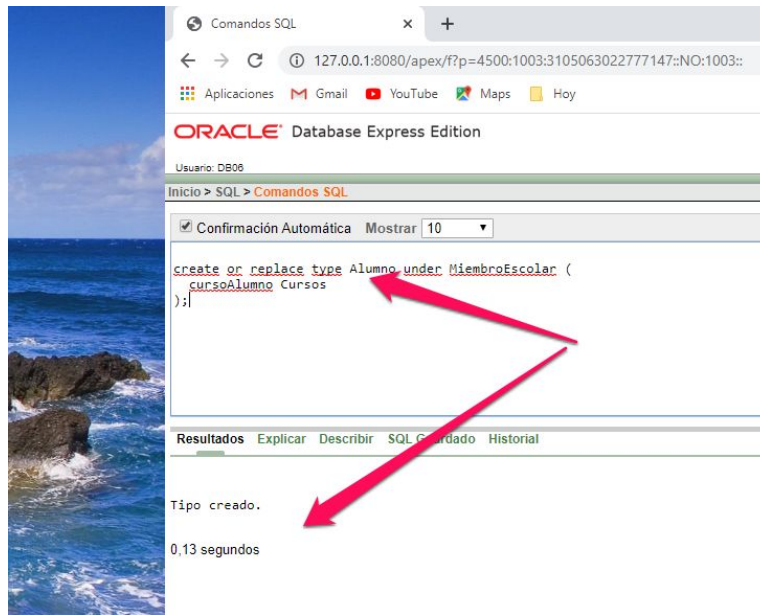 Comandos SQL
127.0.0.1:8080/apex/f?p=4500:1003:3105063022777147::NO:1003::
Aplicaciones Gmail YouTube Maps Hoy
ORACLE Database Express Edition
Usuario: DB06
Inicio > SQL > Comandos SQL
Confirmación Automática Mostrar 10
create or replace type Alumno under MiembroEscolar (
cursoAlumno Cursos
);
Resultados Explicar Describir SQL Guardado Historial
Tipo creado.
0,13 segundos